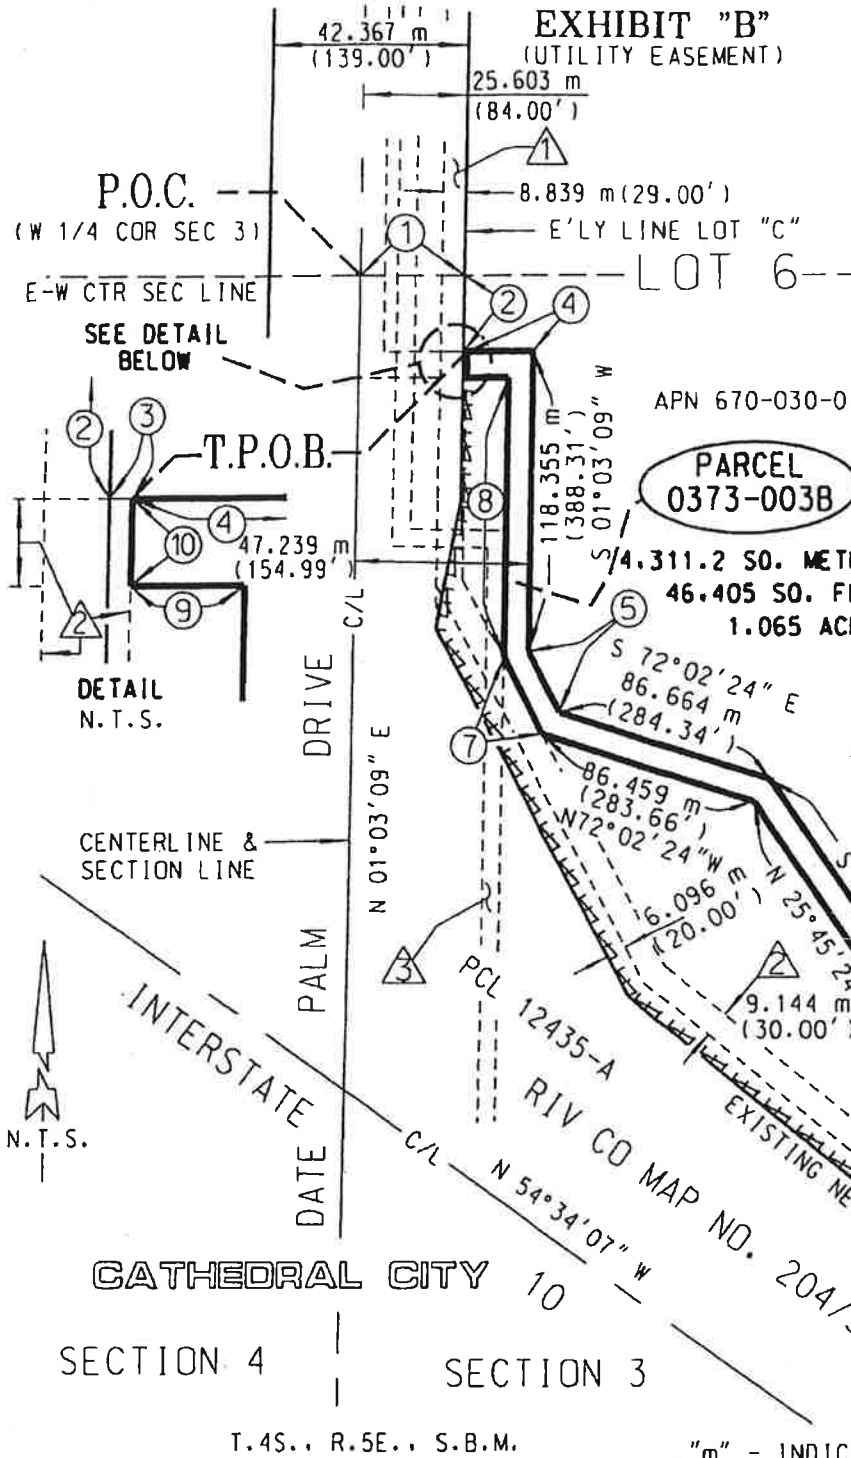 EXHIBIT "B"
(UTILITY EASEMENT)
42.367 m
(139.00')
25.603 m
(84.00')
1
8.839 m(29.00')
P.O.C.
(W 1/4 COR SEC 3)
1
E'LY LINE LOT "C"
LOT 6
E-W CTR SEC LINE
2
4
SEE DETAIL
BELOW
APN 670-030-0
2
3
T.P.O.B.
118.355 m
(388.31')
S 01°03'09" W
PARCEL
0373-003B
8
4
10
47.239 m
(154.99')
4.311.2 SQ. MET
46.405 SQ. F
1.065 AC
2
9
5
C/L
DETAIL
N.T.S.
S 72°02'24" E
86.664 m
(284.34')
7
86.459 m
(283.66')
N72°02'24"W
E
CENTERLINE &
SECTION LINE
N 01°03'09" E
DATE PALM DRIVE
S
N 25°45'24
6.096
(20.00')
3
2
9.144 m
(30.00')
PCL 12435-A
INTERSTATE
10
N.T.S.
RIV CO MAP NO. 204/
EXISTING
C/L
N 54°34'07" W
CATHEDRAL CITY
SECTION 4
SECTION 3
T.4S., R.5E., S.B.M.
"m" - INDIC